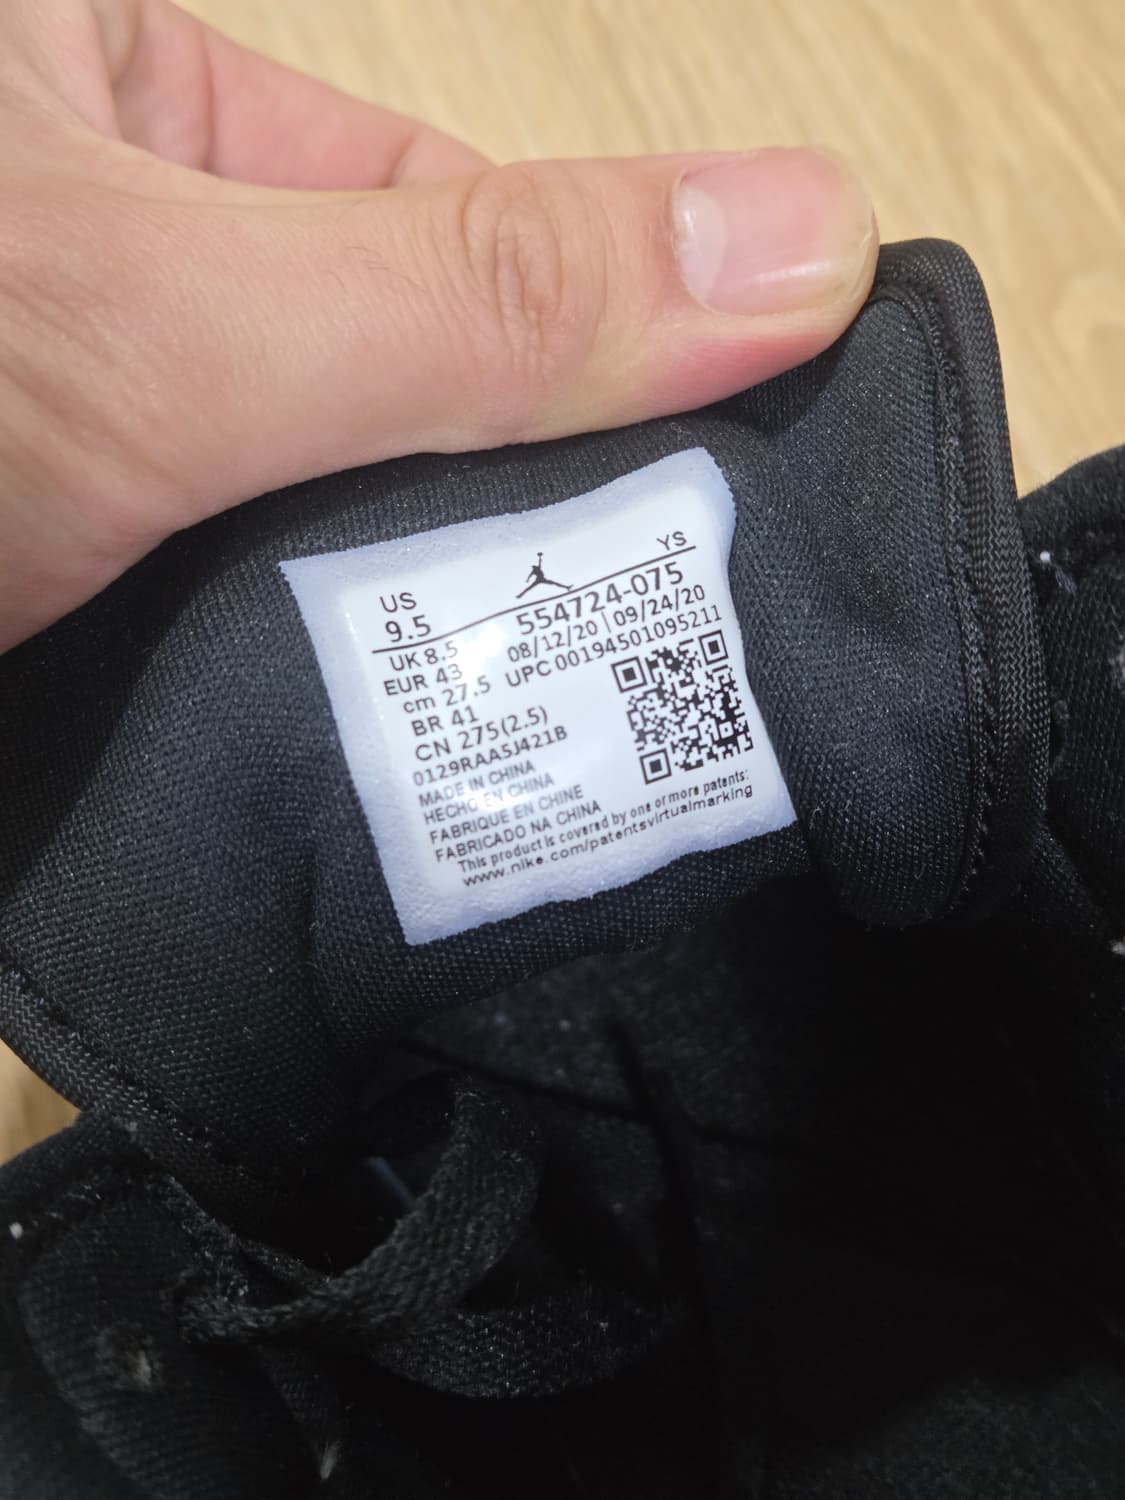 US
9.5
YS
554724-075
08/12/20 \ 09/24/20
UPC 00194501095211
UK 8.5
EUR 43
cm 27.5
BR 41
CN 275(2.5)
0129RAA5J421B
MADE IN CHINA
HECHO EN CHINA
FABRIQUE EN CHINE
FABRICADO NA CHINA
This product is covered by one or more patents:
www.nike.com/patentsvirtualmarking